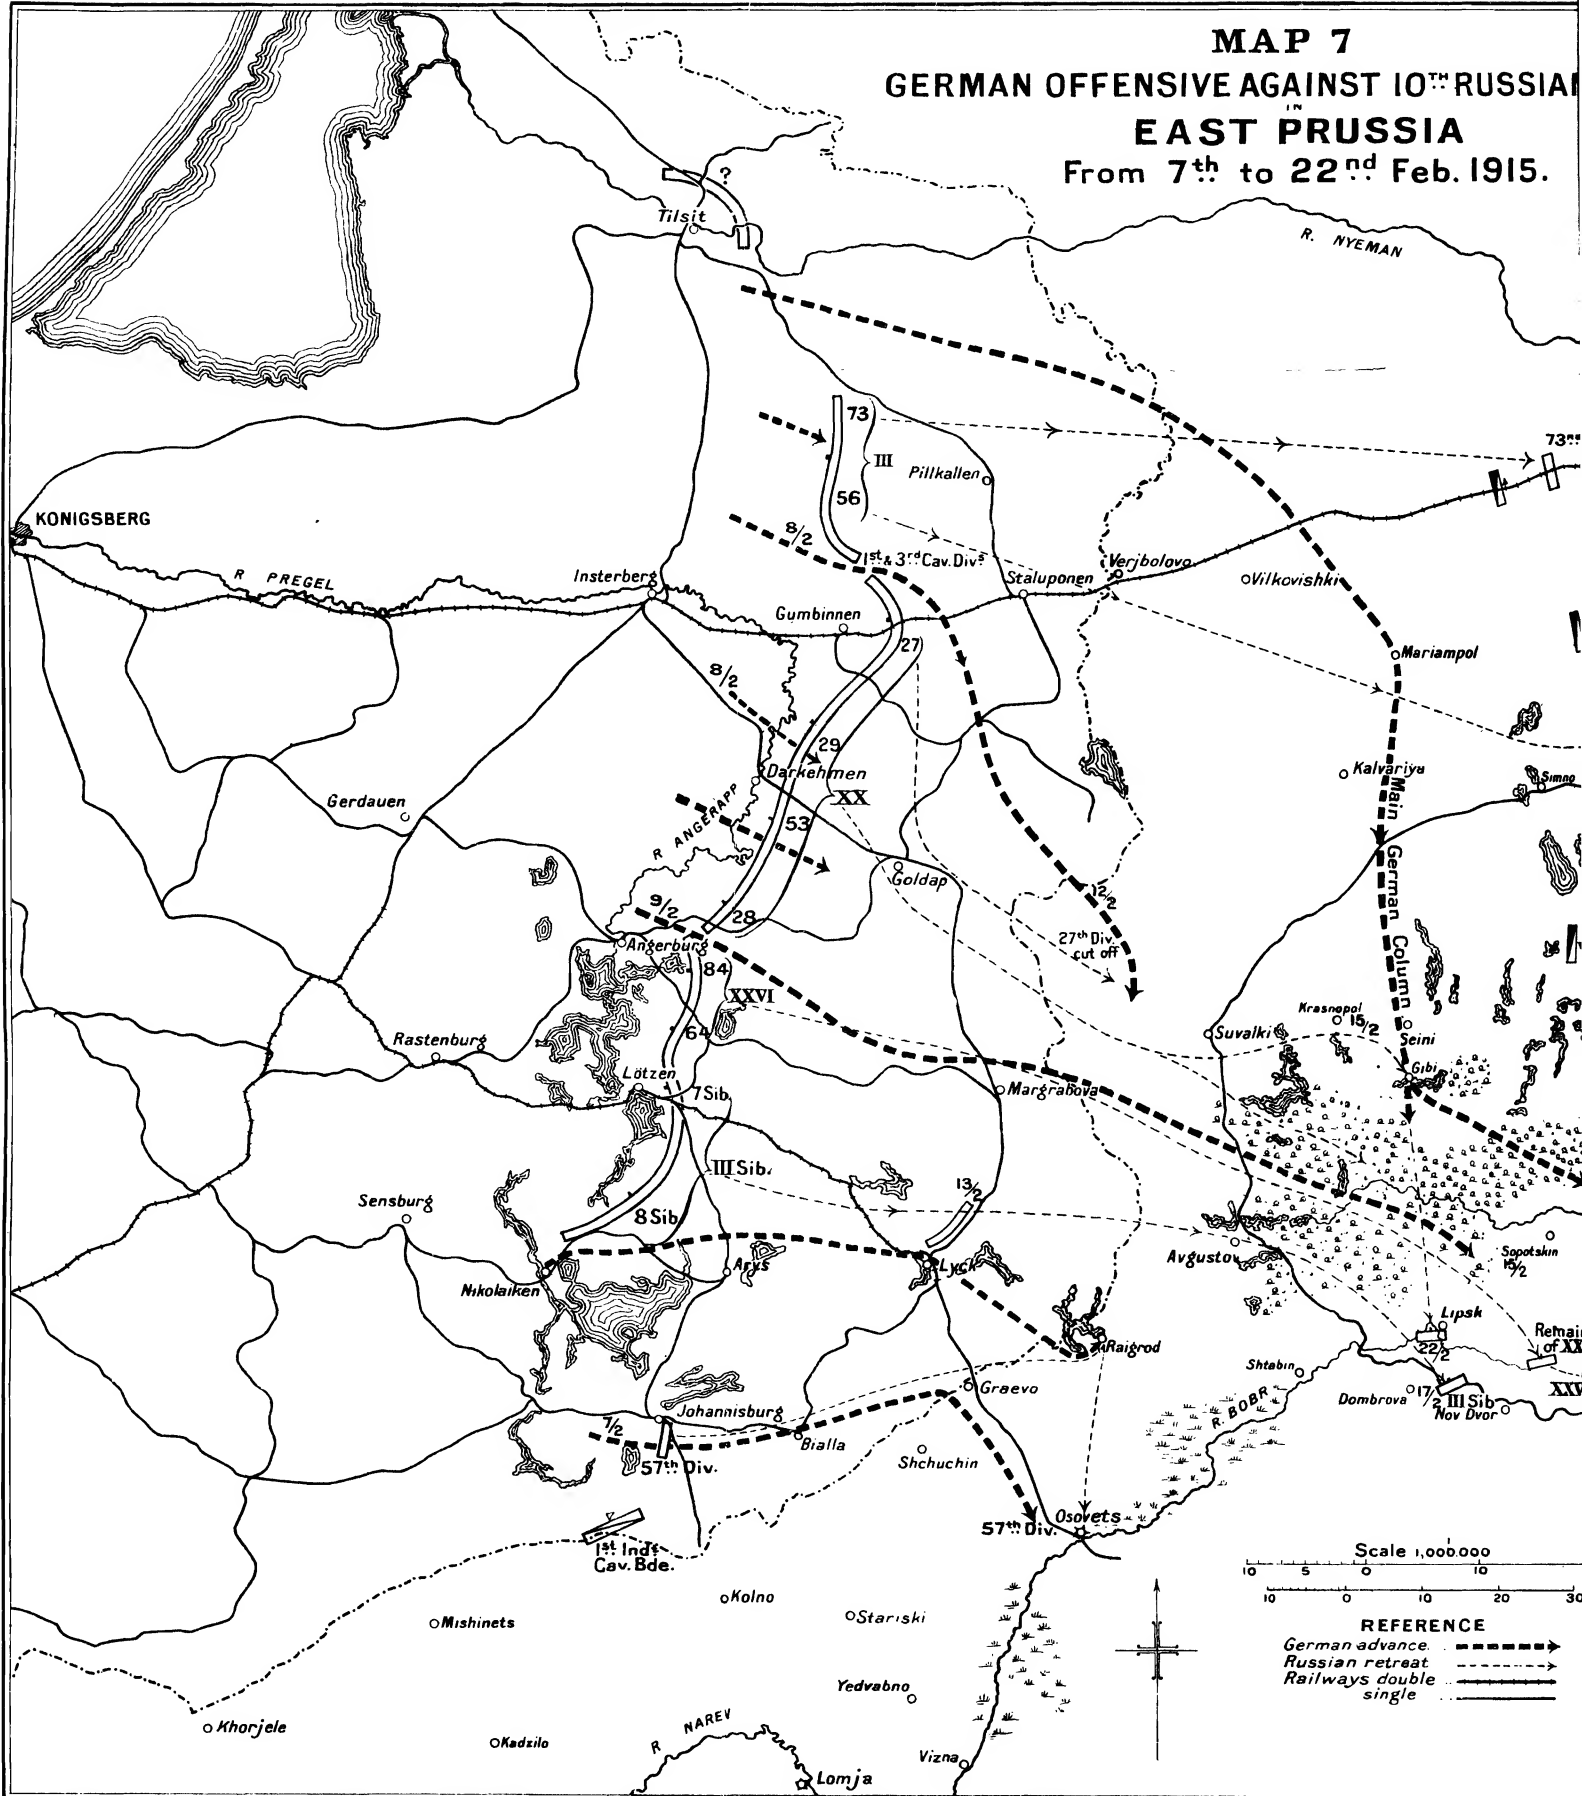 MAP 7
GERMAN OFFENSIVE AGAINST 10TH RUSSIAN
IN
EAST PRUSSIA
From 7th to 22nd Feb. 1915.
?
Tilsit
R. NYEMAN
73
III
Pillkallen
56
73RD
KONIGSBERG
8/2
1st & 3rd Cav. Divs
R PREGEL
Insterberg
Staluponen
Verjbolovo
Vilkovishki
Gumbinnen
27
Mariampol
8/2
29
Darkehmen
Kalvariya
Simno
XX
Gerdauen
R ANGERAPP
53
Main German Column
Goldap
12/2
9/2
28
27th Div.
cut off
Angerburg
84
XXVI
Krasnopol
15/2
64
Suvalki
Seini
Rastenburg
Gibi
Lötzen
7 Sib.
Margrabova
III Sib.
13/2
Sensburg
8 Sib.
Avgustov
Sopotskin
15/2
Arys
Lyck
Nikolaiken
Lipsk
Raigrod
22/2
Remain
of XX
Shtabin
Graevo
Dombrova
17/2
III Sib
XXV
Nov Dvor
Johannisburg
R. BOBR
7/2
Bialla
57th Div.
Shchuchin
57th Div.
Osovets
1st Indt
Cav. Bde.
Scale 1,000.000
10 5 0 10
10 0 10 20 30
Kolno
Mishinets
Stariski
REFERENCE
German advance
Russian retreat
Railways double
single
Yedvabno
Khorjele
R NAREV
Kadzilo
Vizna
Lomja